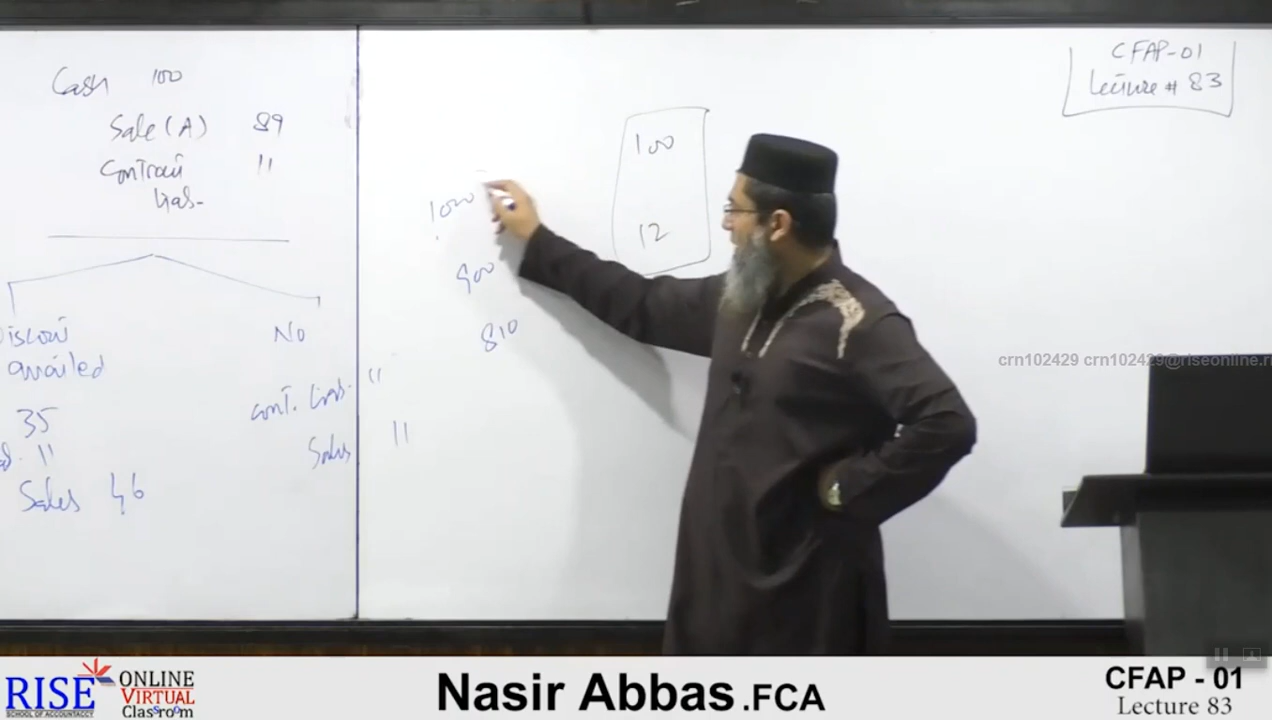 Cash 100
Sale (A) 89
Contract 11
Liab-
Discount
availed
35
11
Sales 46
No
Cont. Liab. 11
Sales 11
1000
900
810
100
12
CFAP-01
Lecture # 83
crn102429 crn102429@riseonline.
RISE
SCHOOL OF ACCOUNTANCY
ONLINE
VIRTUAL
Classroom
Nasir Abbas .FCA
CFAP - 01
Lecture 83